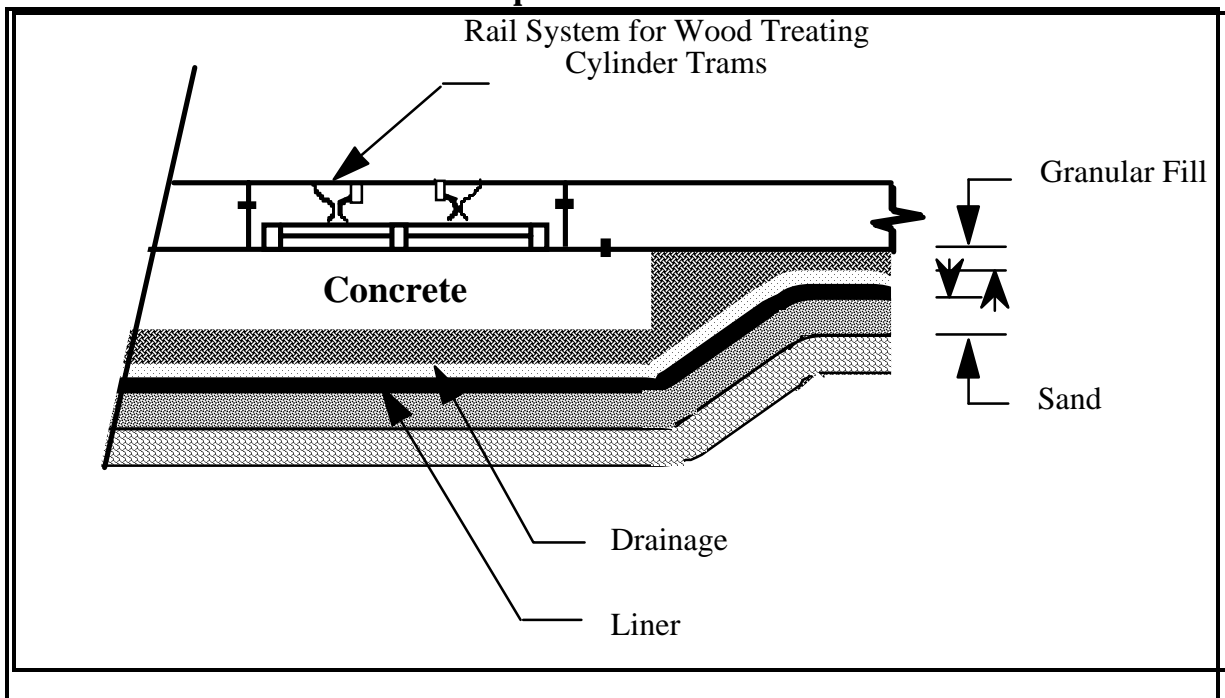 Rail System for Wood Treating
Cylinder Trams
Granular Fill
Concrete
Sand
Drainage
Liner